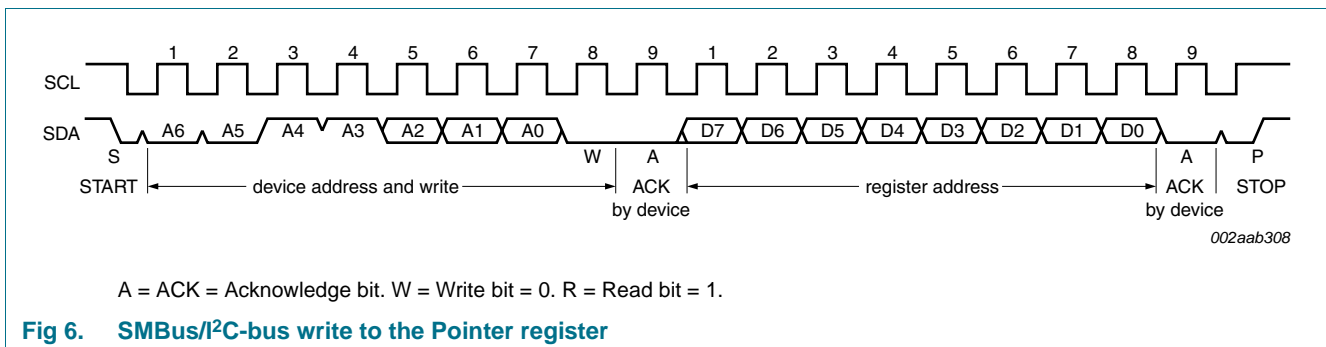 1 2 3 4 5 6 7 8 9 1 2 3 4 5 6 7 8 9
SCL
SDA A6 A5 A4 A3 A2 A1 A0 D7 D6 D5 D4 D3 D2 D1 D0
S W A A P
START device address and write ACK register address ACK STOP
by device by device
002aab308
A = ACK = Acknowledge bit. W = Write bit = 0. R = Read bit = 1.
Fig 6. SMBus/I²C-bus write to the Pointer register